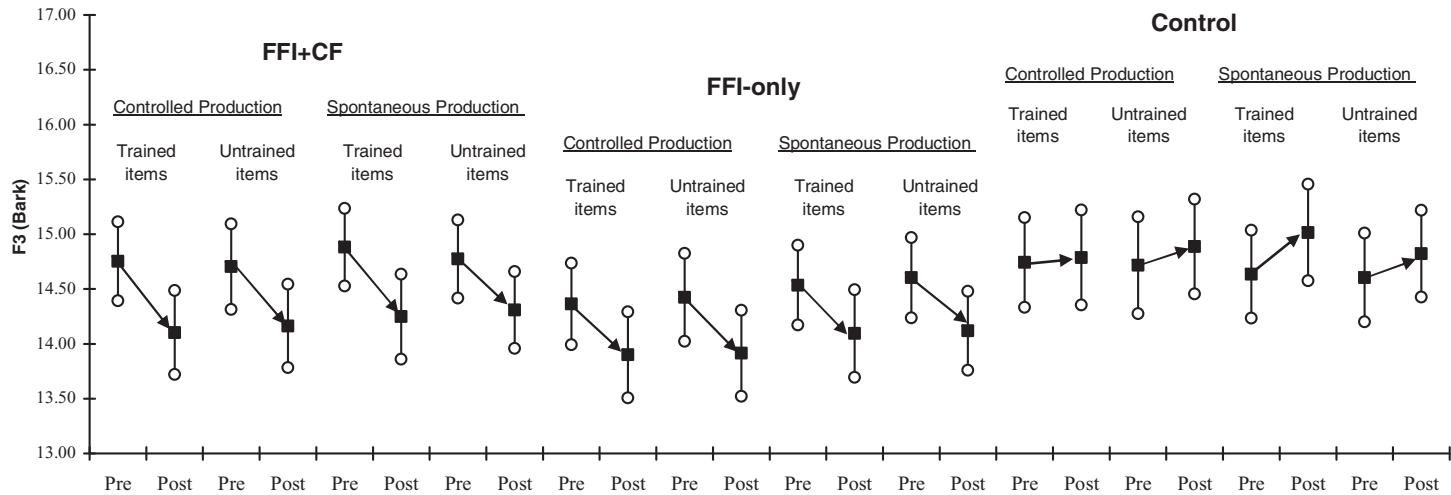 17.00
16.50
16.00
15.50
15.00
14.50
14.00
13.50
13.00
F3 (Bark)
FFI+CF
Controlled Production Spontaneous Production
Trained items Untrained items Trained items Untrained items
FFI-only
Controlled Production Spontaneous Production
Trained items Untrained items Trained items Untrained items
Control
Controlled Production Spontaneous Production
Trained items Untrained items Trained items Untrained items
Pre Post Pre Post Pre Post Pre Post Pre Post Pre Post Pre Post Pre Post Pre Post Pre Post Pre Post Pre Post